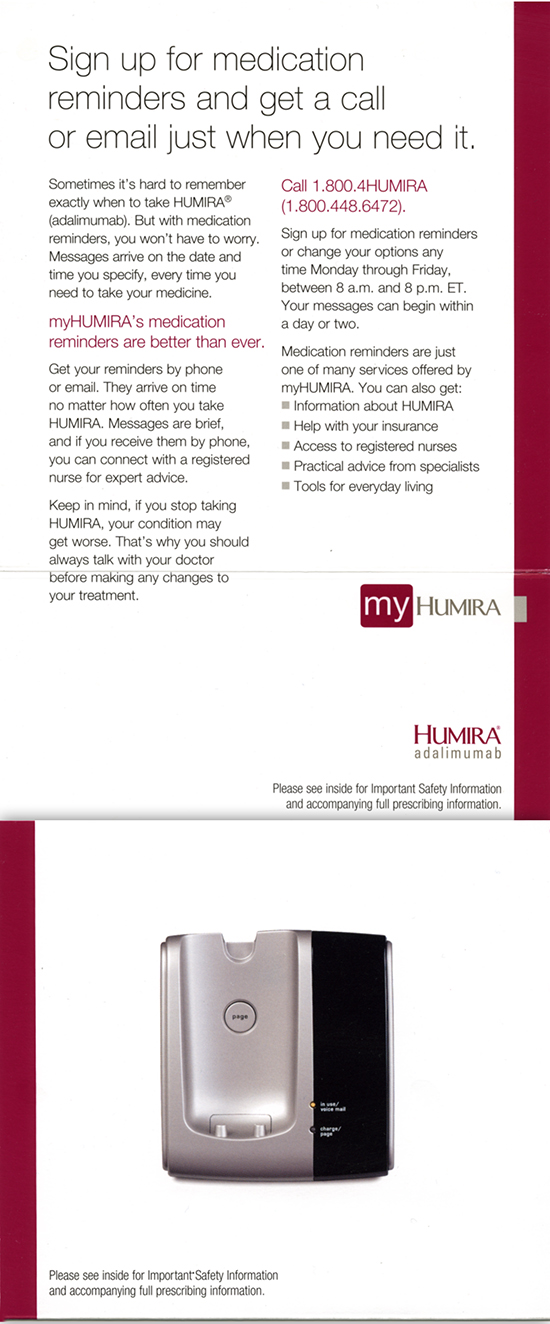 Sign up for medication
reminders and get a call
or email just when you need it.
Sometimes it's hard to remember
exactly when to take HUMIRA®
(adalimumab). But with medication
reminders, you won't have to worry.
Messages arrive on the date and
time you specify, every time you
need to take your medicine.
myHUMIRA's medication
reminders are better than ever.
Get your reminders by phone
or email. They arrive on time
no matter how often you take
HUMIRA. Messages are brief,
and if you receive them by phone,
you can connect with a registered
nurse for expert advice.
Keep in mind, if you stop taking
HUMIRA, your condition may
get worse. That's why you should
always talk with your doctor
before making any changes to
your treatment.
Call 1.800.4HUMIRA
(1.800.448.6472).
Sign up for medication reminders
or change your options any
time Monday through Friday,
between 8 a.m. and 8 p.m. ET.
Your messages can begin within
a day or two.
Medication reminders are just
one of many services offered by
myHUMIRA. You can also get:
■ Information about HUMIRA
■ Help with your insurance
■ Access to registered nurses
■ Practical advice from specialists
■ Tools for everyday living
my HUMIRA
HUMIRA®
adalimumab
Please see inside for Important Safety Information
and accompanying full prescribing information.
page
in use/
voice mail
charge/
page
Please see inside for Important Safety Information
and accompanying full prescribing information.